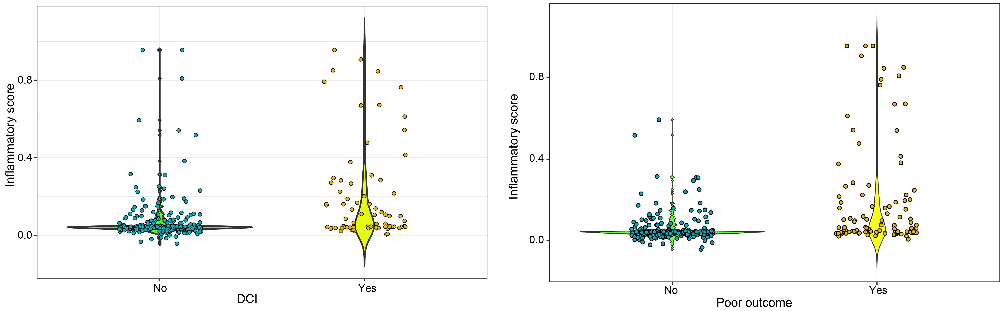 Inflammatory score
0.8
0.4
0.0
No
Yes
DCI
Inflammatory score
0.8
0.4
0.0
No
Yes
Poor outcome